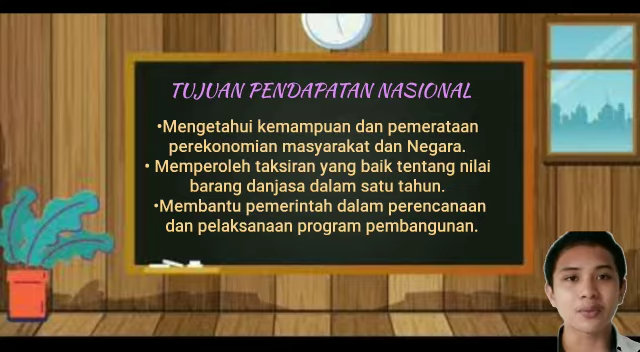 TUJUAN PENDAPATAN NASIONAL
•Mengetahui kemampuan dan pemerataan
perekonomian masyarakat dan Negara.
• Memperoleh taksiran yang baik tentang nilai
barang danjasa dalam satu tahun.
•Membantu pemerintah dalam perencanaan
dan pelaksanaan program pembangunan.